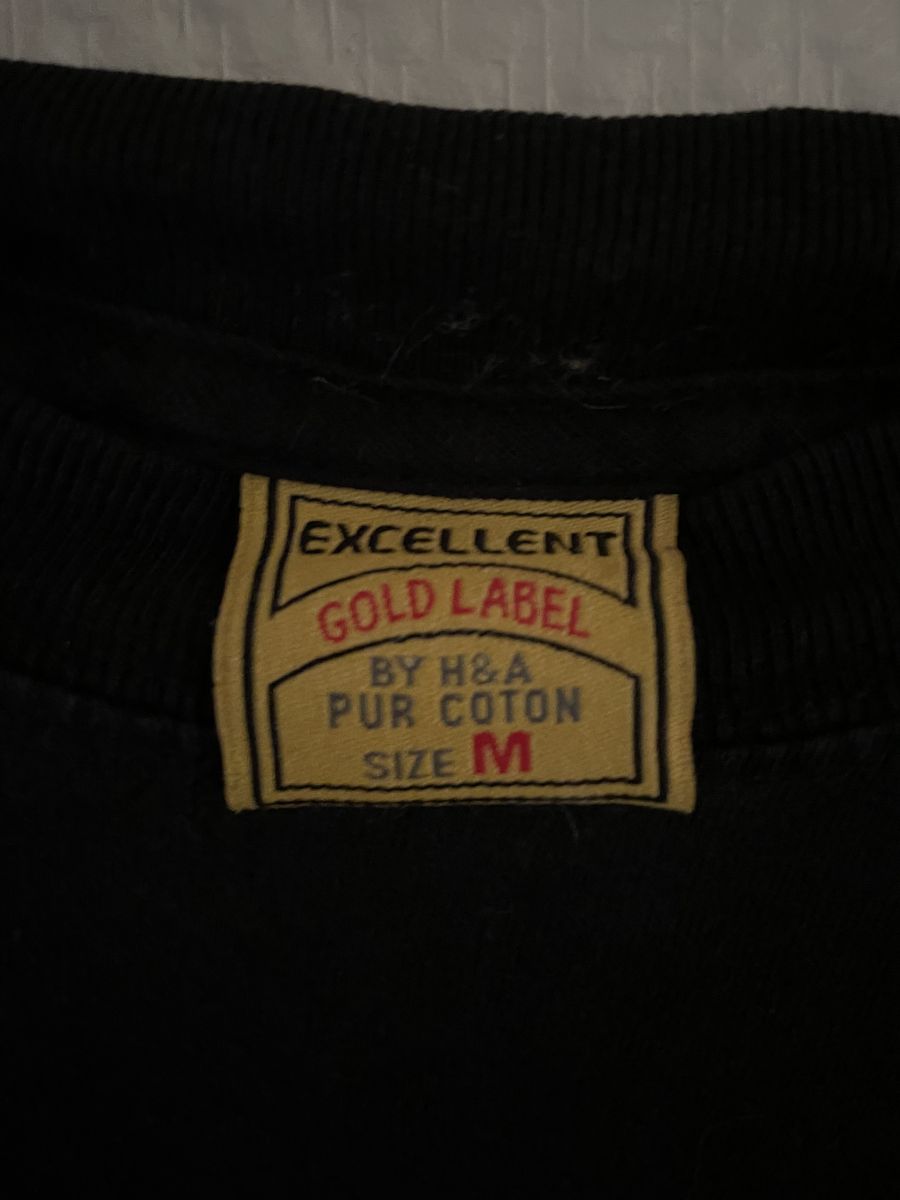 EXCELLENT
GOLD LABEL
BY H&A
PUR COTON
SIZE M